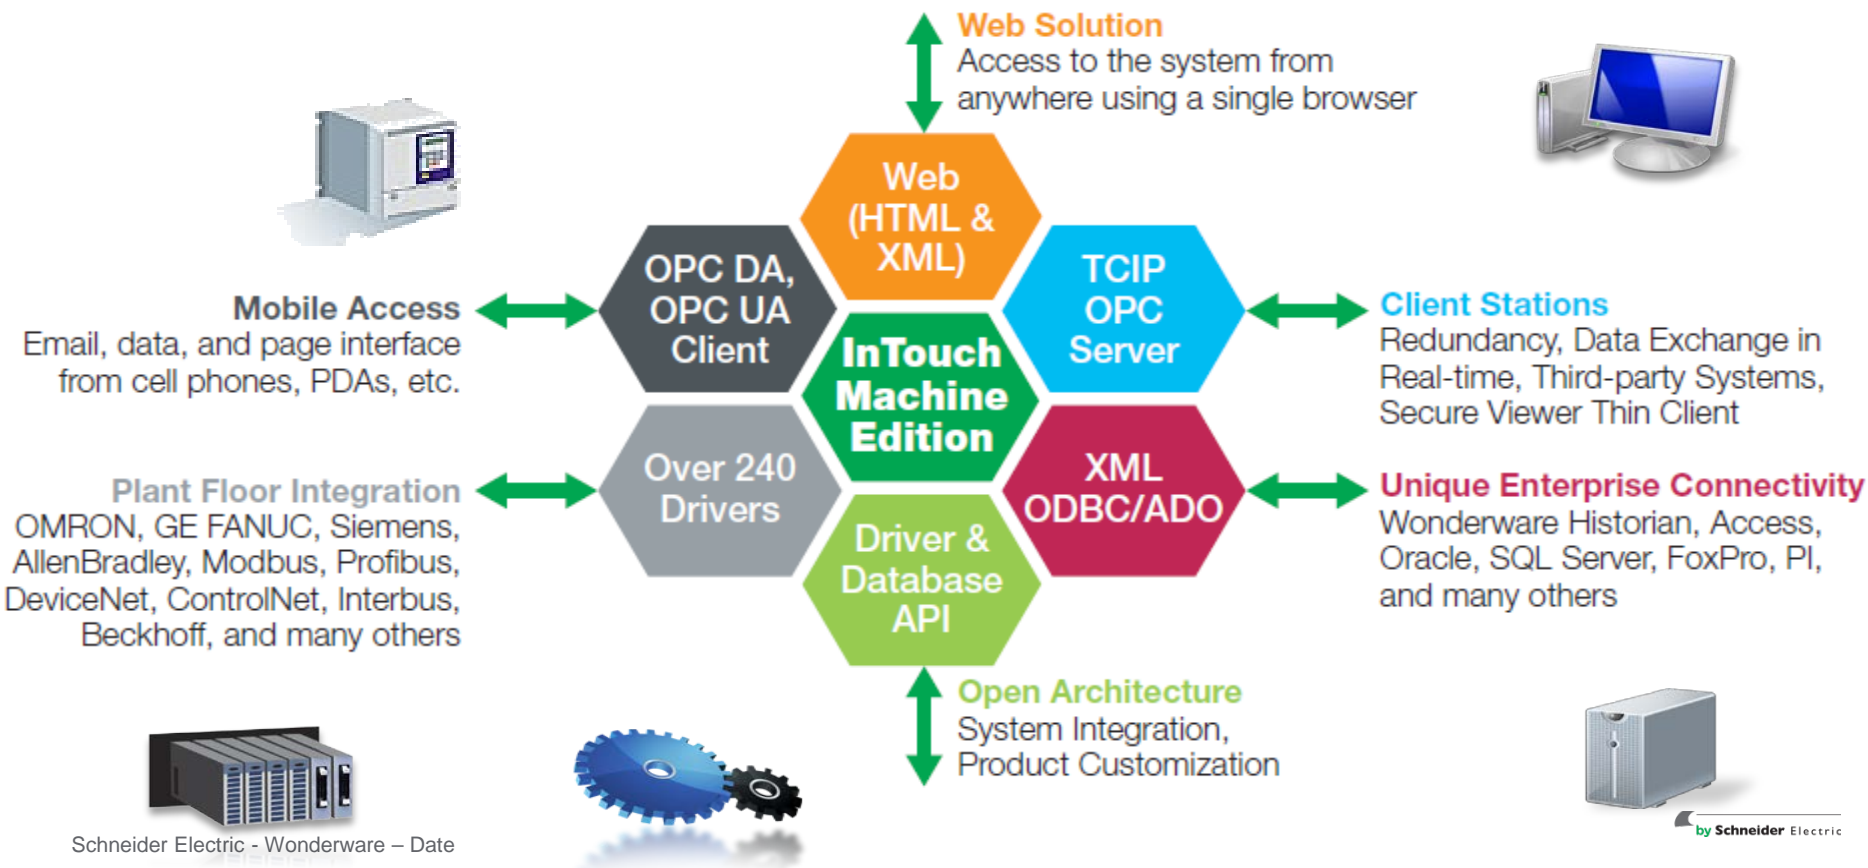 Web Solution
Access to the system from
anywhere using a single browser
Web
(HTML &
XML)
OPC DA,
OPC UA
Client
TCIP
OPC
Server
InTouch
Machine
Edition
Over 240
Drivers
XML
ODBC/ADO
Driver &
Database
API
Mobile Access
Email, data, and page interface
from cell phones, PDAs, etc.
Client Stations
Redundancy, Data Exchange in
Real-time, Third-party Systems,
Secure Viewer Thin Client
Plant Floor Integration
OMRON, GE FANUC, Siemens,
AllenBradley, Modbus, Profibus,
DeviceNet, ControlNet, Interbus,
Beckhoff, and many others
Unique Enterprise Connectivity
Wonderware Historian, Access,
Oracle, SQL Server, FoxPro, PI,
and many others
Open Architecture
System Integration,
Product Customization
Schneider Electric - Wonderware – Date
by Schneider Electric